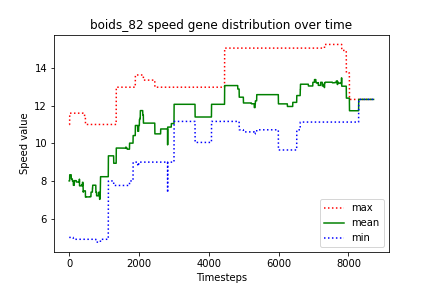 boids_82 speed gene distribution over time
Speed value
14
12
10
8
6
0
2000
4000
6000
8000
Timesteps
max
mean
min